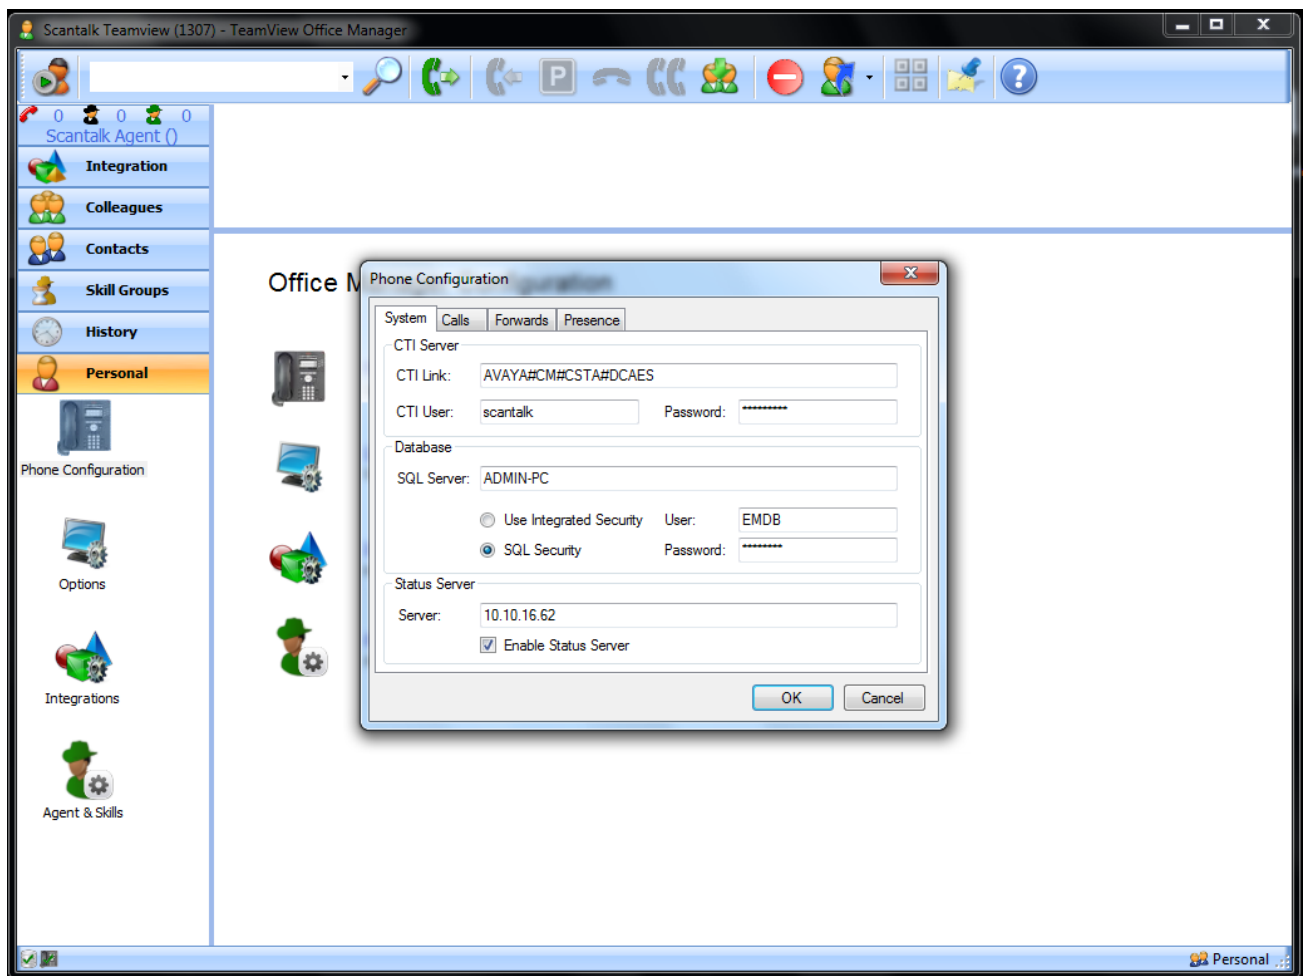 Scantalk Teamview (1307) - TeamView Office Manager
X
P
?
0 0 0
Scantalk Agent ()
Integration
Colleagues
Contacts
Skill Groups
History
Personal
Phone Configuration
Options
Integrations
Agent & Skills
Office
Phone Configuration
X
System Calls Forwards Presence
CTI Server
CTI Link: AVAYA#CM#CSTA#DCAES
CTI User: scantalk Password: *********
Database
SQL Server: ADMIN-PC
Use Integrated Security User: EMDB
SQL Security Password: ********
Status Server
Server: 10.10.16.62
Enable Status Server
OK Cancel
Personal